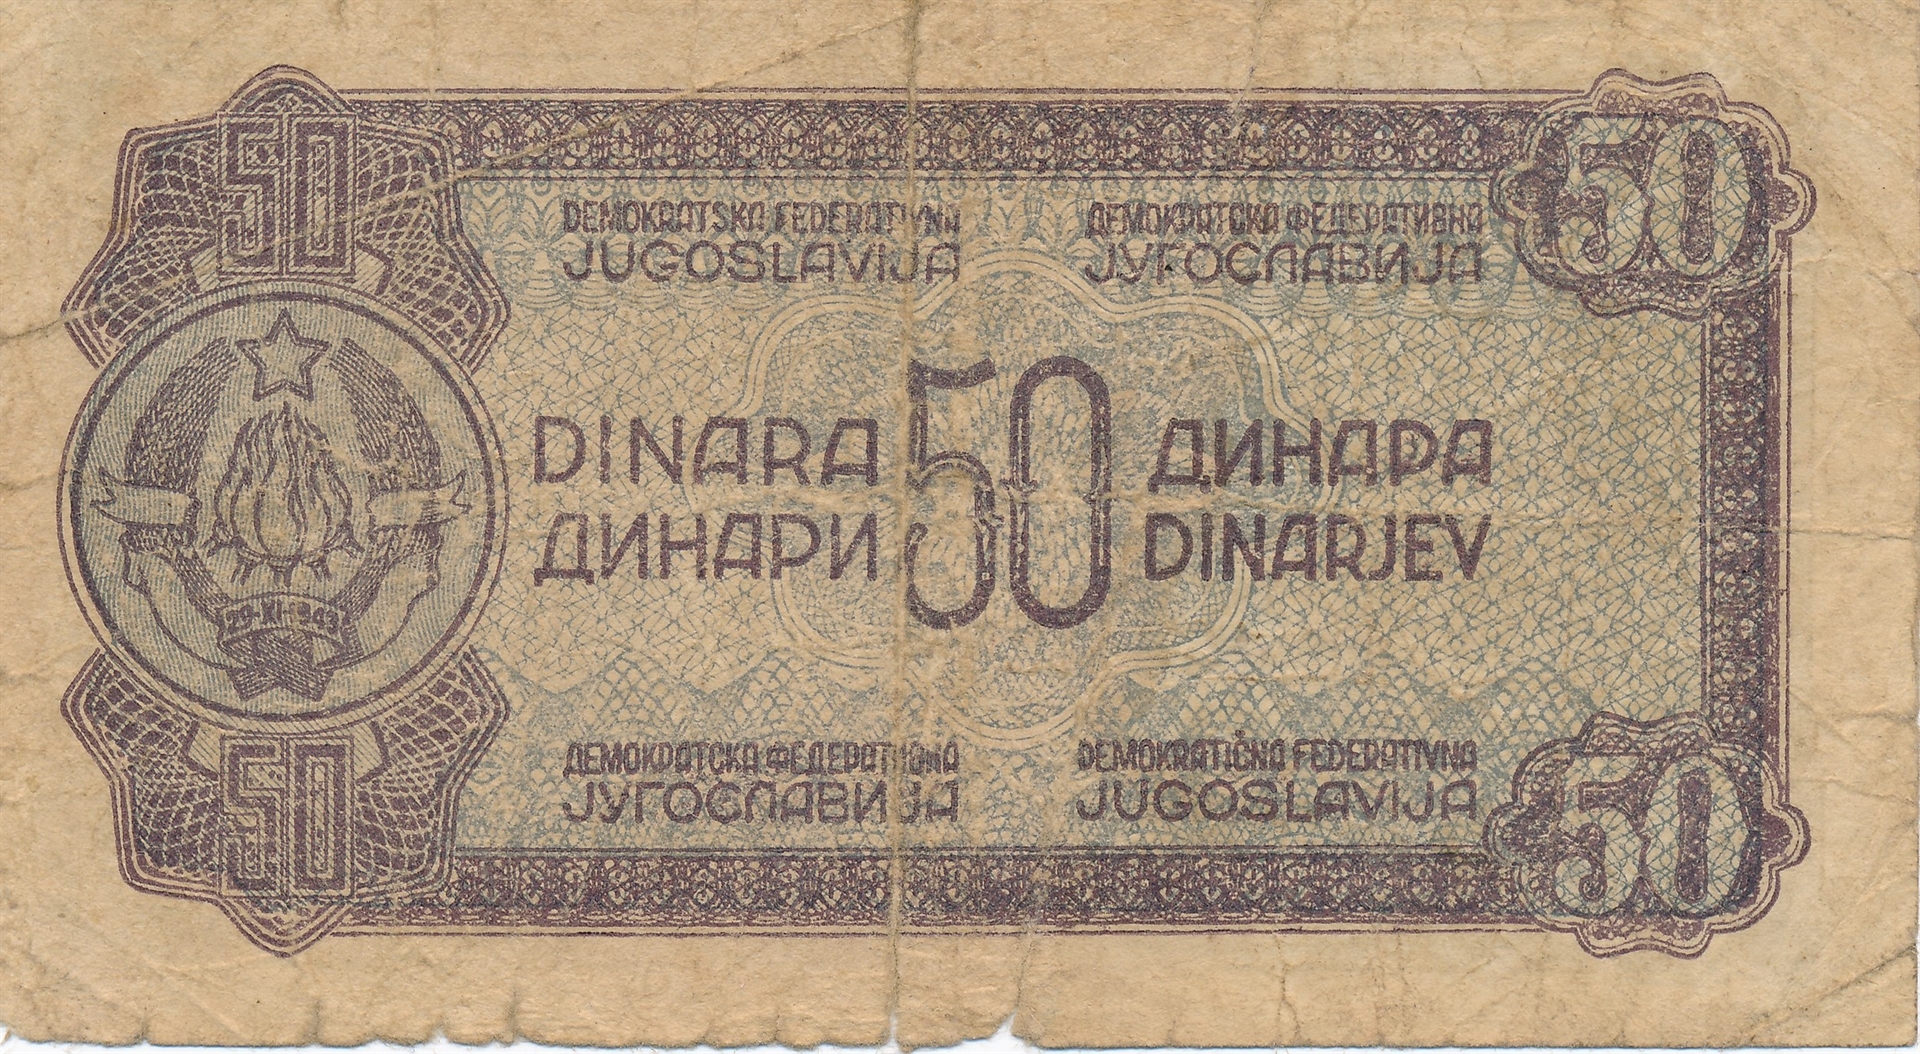 50
50
DEMOKRATSKA FEDERATIVNA
JUGOSLAVIJA
ДЕМОКРАТСКА ФЕДЕРАТИВНА
ЈУГОСЛАВИЈА
DINARA
50
ДИНАРА
ДИНАРИ
DINARJEV
29·XI·1943
ДЕМОКРАТСКА ФЕДЕРАТИВНА
ЈУГОСЛАВИЈА
DEMOKRATIČNA FEDERATIVNA
JUGOSLAVIJA
50
50